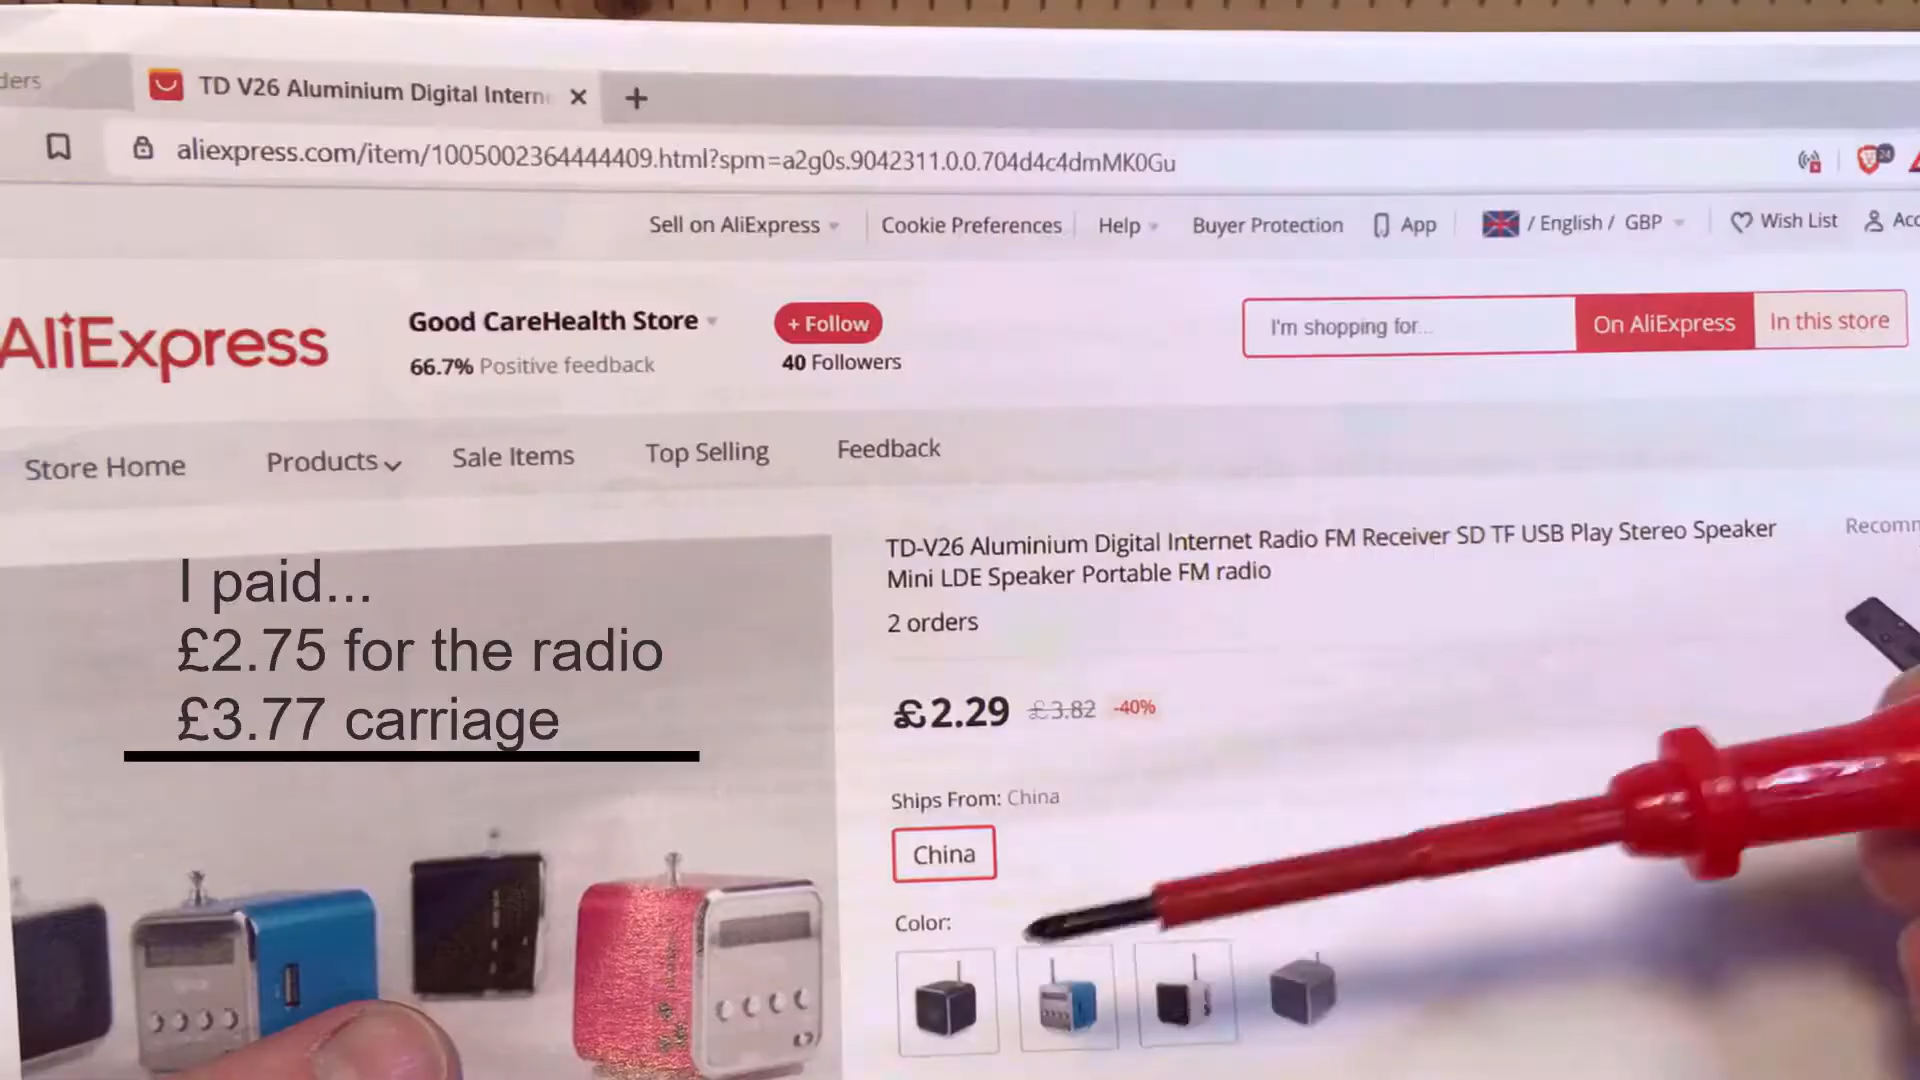 ders
TD V26 Aluminium Digital Intern
aliexpress.com/item/1005002364444409.html?spm=a2g0s.9042311.0.0.704d4c4dmMK0Gu
24
Sell on AliExpress
Cookie Preferences
Help
Buyer Protection
App
/ English / GBP
Wish List
Acc
AliExpress
Good CareHealth Store
+ Follow
66.7% Positive feedback
40 Followers
I'm shopping for...
On AliExpress
In this store
Store Home
Products
Sale Items
Top Selling
Feedback
TD-V26 Aluminium Digital Internet Radio FM Receiver SD TF USB Play Stereo Speaker
Mini LDE Speaker Portable FM radio
Recomm
2 orders
I paid...
£2.75 for the radio
£3.77 carriage
£2.29 £3.82 -40%
Ships From: China
China
Color: